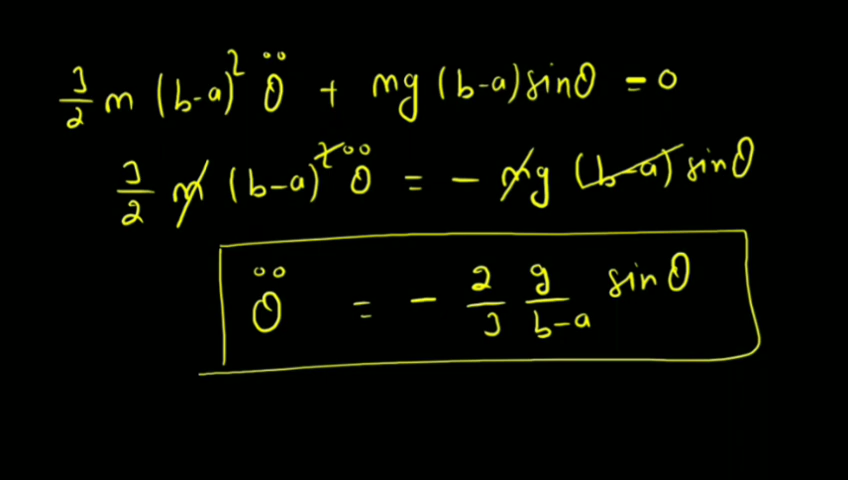 3/2 m (b-a)² θ̈ + mg (b-a) sinθ = 0
3/2 m (b-a)² θ̈ = - mg (b-a) sinθ
θ̈ = - 2/3 g/(b-a) sinθ